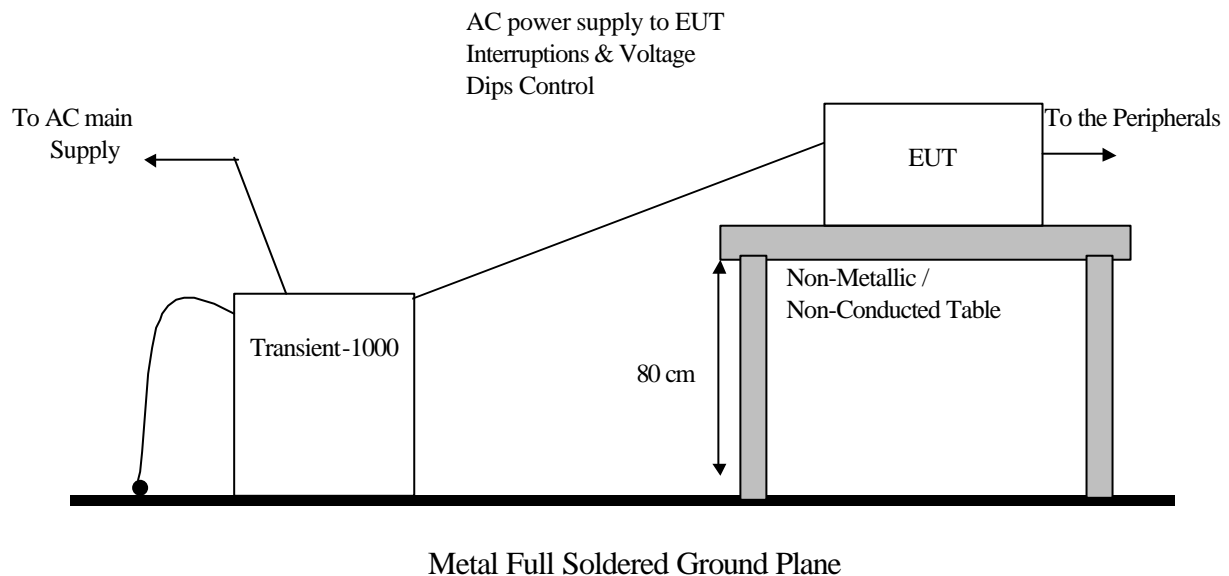 AC power supply to EUT
Interruptions & Voltage
Dips Control
To AC main
Supply
To the Peripherals
EUT
Non-Metallic /
Non-Conducted Table
Transient-1000
80 cm
Metal Full Soldered Ground Plane